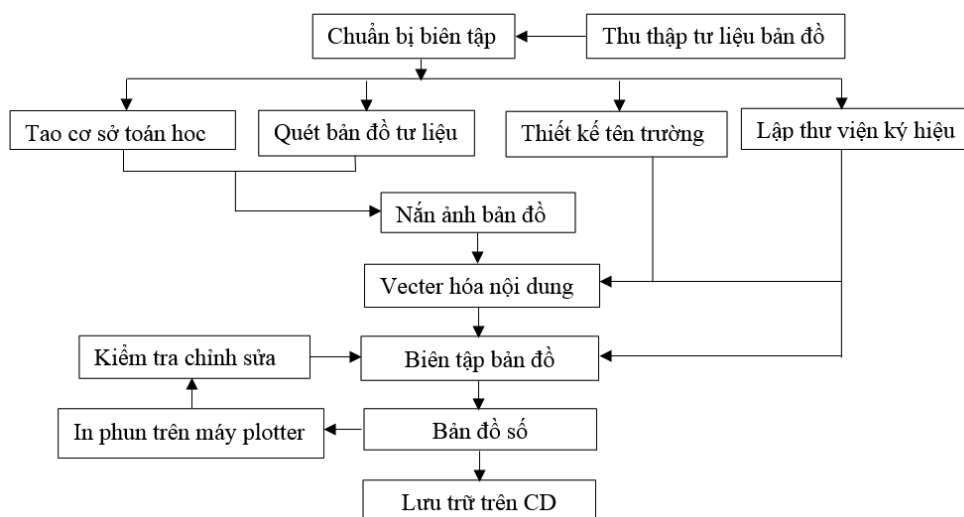 Chuẩn bị biên tập
Thu thập tư liệu bản đồ
Tao cơ sở toán hoc
Quét bản đồ tư liệu
Thiết kế tên trường
Lập thư viện ký hiệu
Nắn ảnh bản đồ
Vecter hóa nội dung
Kiểm tra chỉnh sửa
Biên tập bản đồ
In phun trên máy plotter
Bản đồ số
Lưu trữ trên CD